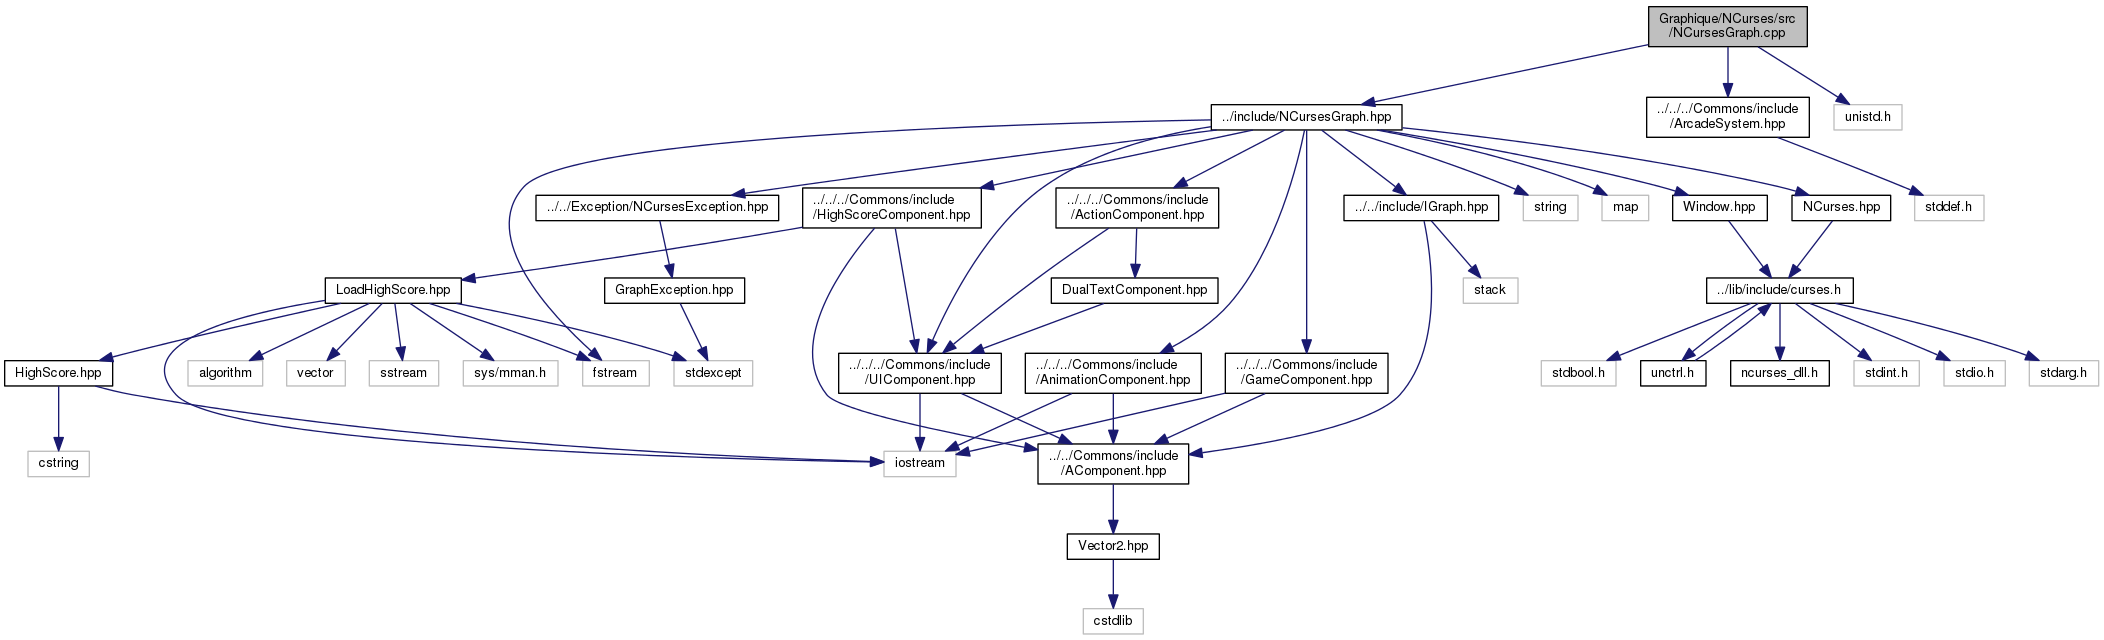 Graphique/NCurses/src
/NCursesGraph.cpp
../include/NCursesGraph.hpp
../../../Commons/include
/ArcadeSystem.hpp
unistd.h
../../Exception/NCursesException.hpp
../../../Commons/include
/HighScoreComponent.hpp
../../../Commons/include
/ActionComponent.hpp
../../include/IGraph.hpp
string
map
Window.hpp
NCurses.hpp
stddef.h
LoadHighScore.hpp
GraphException.hpp
DualTextComponent.hpp
stack
../lib/include/curses.h
HighScore.hpp
algorithm
vector
sstream
sys/mman.h
fstream
stdexcept
../../../Commons/include
/UIComponent.hpp
../../../Commons/include
/AnimationComponent.hpp
../../../Commons/include
/GameComponent.hpp
stdbool.h
unctrl.h
ncurses_dll.h
stdint.h
stdio.h
stdarg.h
cstring
iostream
../../Commons/include
/AComponent.hpp
Vector2.hpp
cstdlib